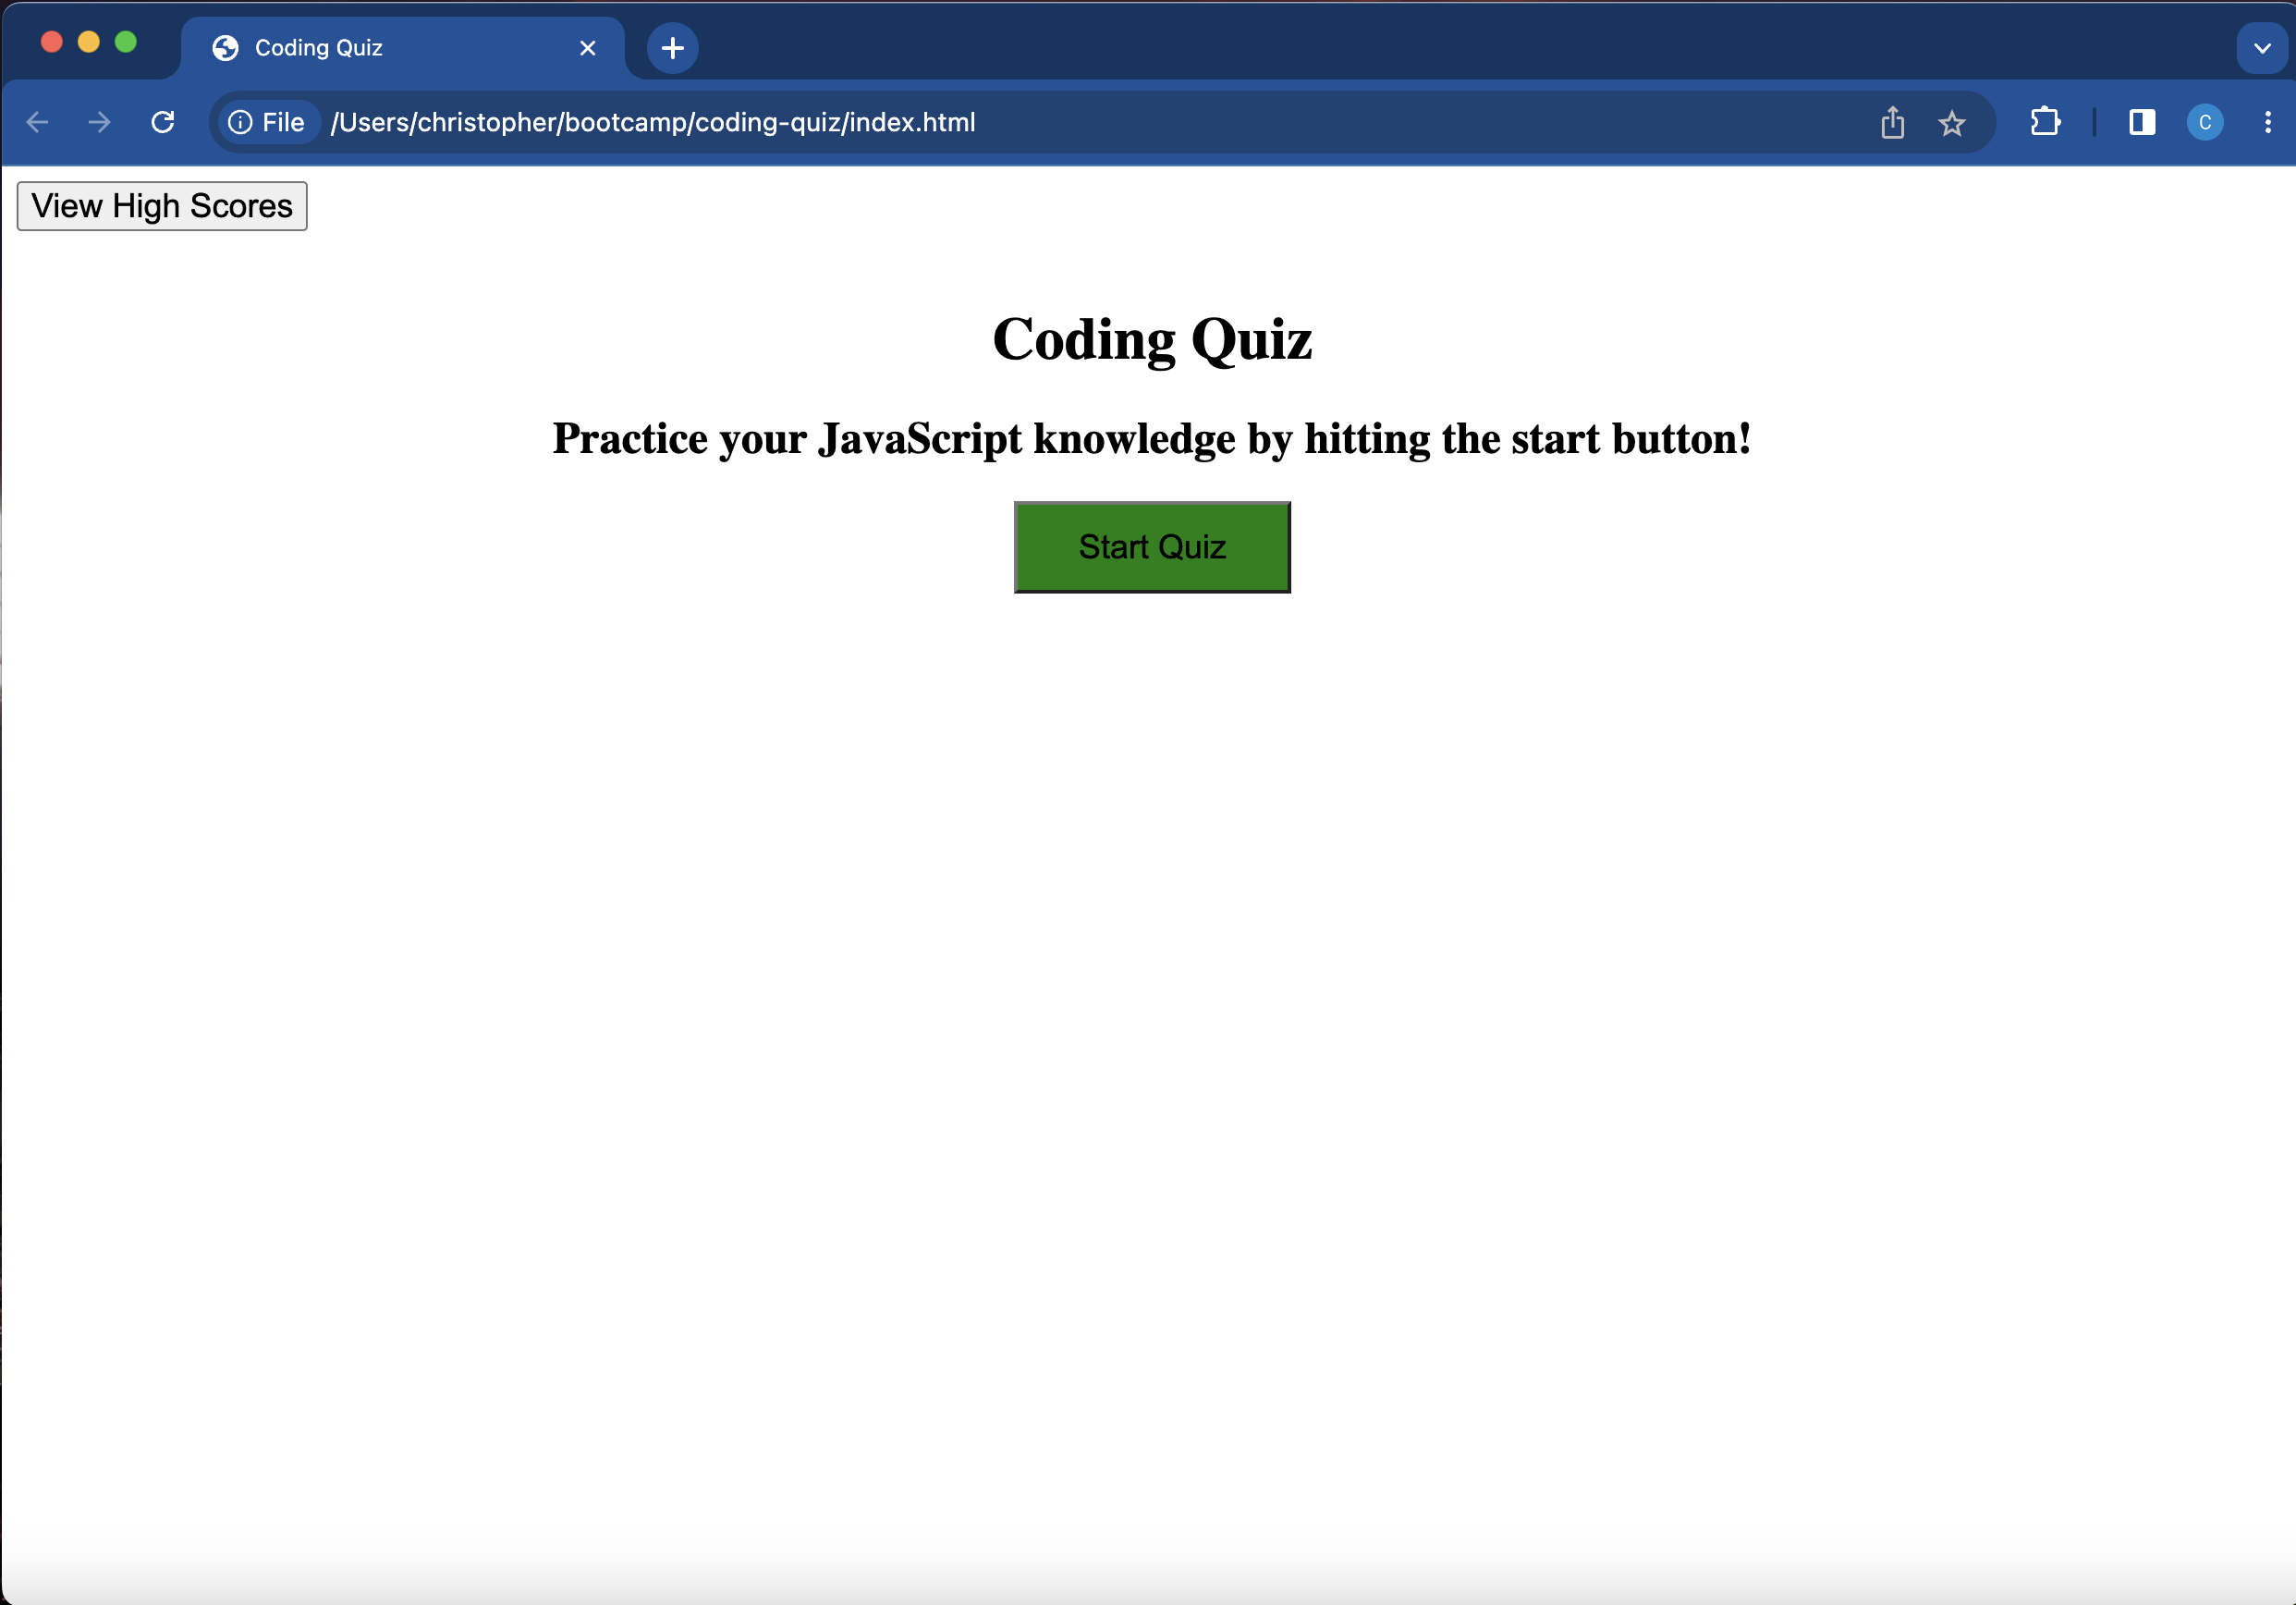 Coding Quiz
File /Users/christopher/bootcamp/coding-quiz/index.html
C
View High Scores
Coding Quiz
Practice your JavaScript knowledge by hitting the start button!
Start Quiz